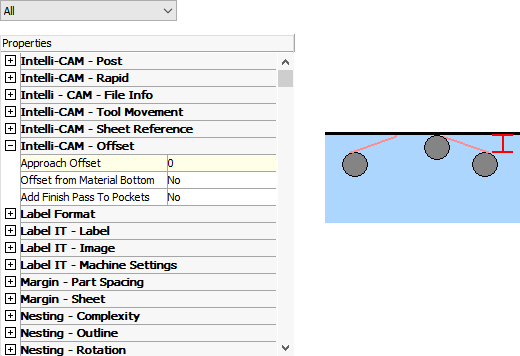 All
Properties
Intelli-CAM - Post
Intelli-CAM - Rapid
Intelli - CAM - File Info
Intelli-CAM - Tool Movement
Intelli-CAM - Sheet Reference
Intelli-CAM - Offset
Approach Offset 0
Offset from Material Bottom No
Add Finish Pass To Pockets No
Label Format
Label IT - Label
Label IT - Image
Label IT - Machine Settings
Margin - Part Spacing
Margin - Sheet
Nesting - Complexity
Nesting - Outline
Nesting - Rotation